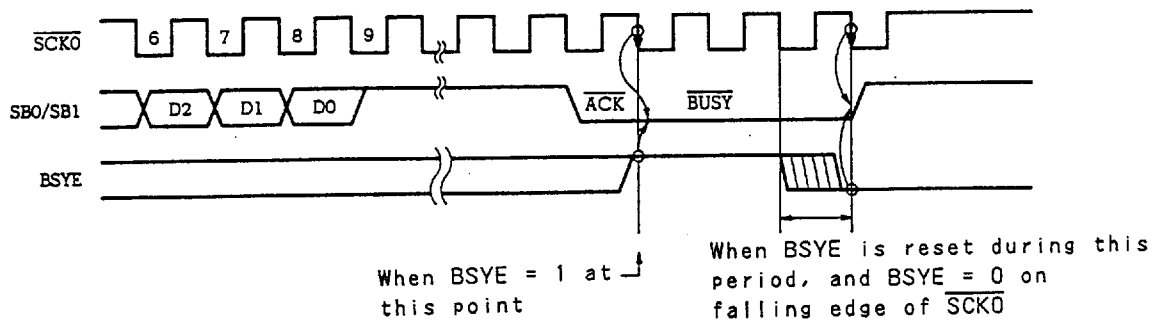 SCK0 6 7 8 9
SB0/SB1 D2 D1 D0 ACK BUSY
BSYE
When BSYE = 1 at
this point
When BSYE is reset during this
period, and BSYE = 0 on
falling edge of SCK0